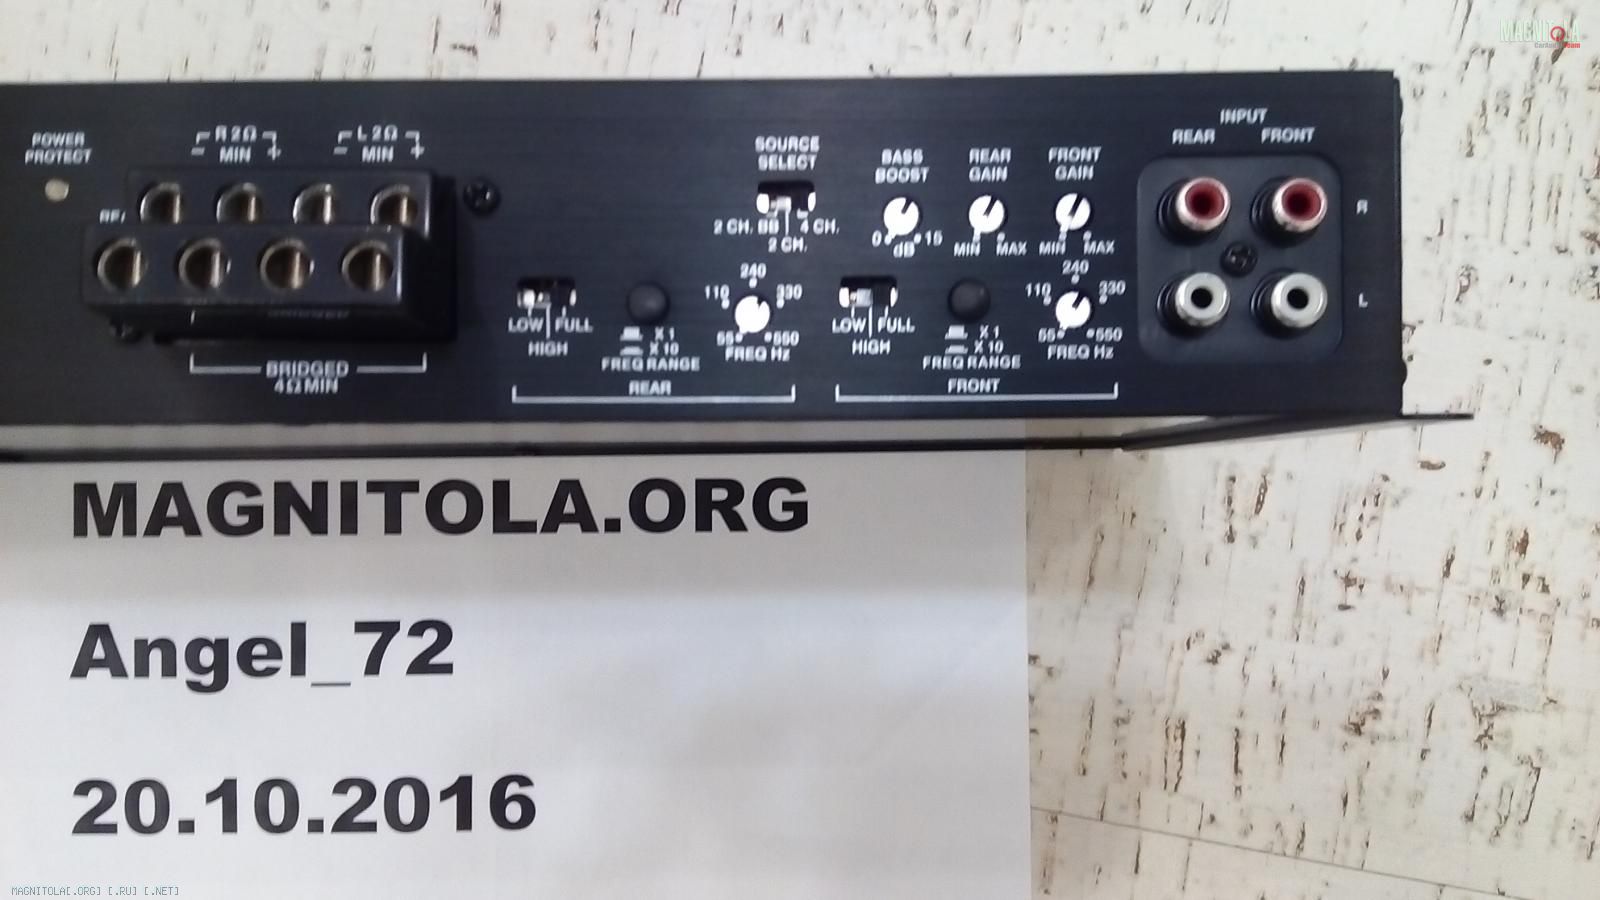 MAGNITOLA
CarAudioTeam
POWER
PROTECT
R 2Ω
− MIN +
L 2Ω
− MIN +
BRIDGED
4Ω MIN
SOURCE
SELECT
2 CH. BB 4 CH.
2 CH.
BASS
BOOST
0 dB 15
REAR
GAIN
MIN MAX
FRONT
GAIN
MIN MAX
INPUT
REAR FRONT
R
L
LOW FULL
HIGH
X 1
X 10
FREQ RANGE
240
110 330
55 550
FREQ Hz
REAR
LOW FULL
HIGH
X 1
X 10
FREQ RANGE
240
110 330
55 550
FREQ Hz
FRONT
MAGNITOLA.ORG
Angel_72
20.10.2016
MAGNITOLA[.ORG] [.RU] [.NET]